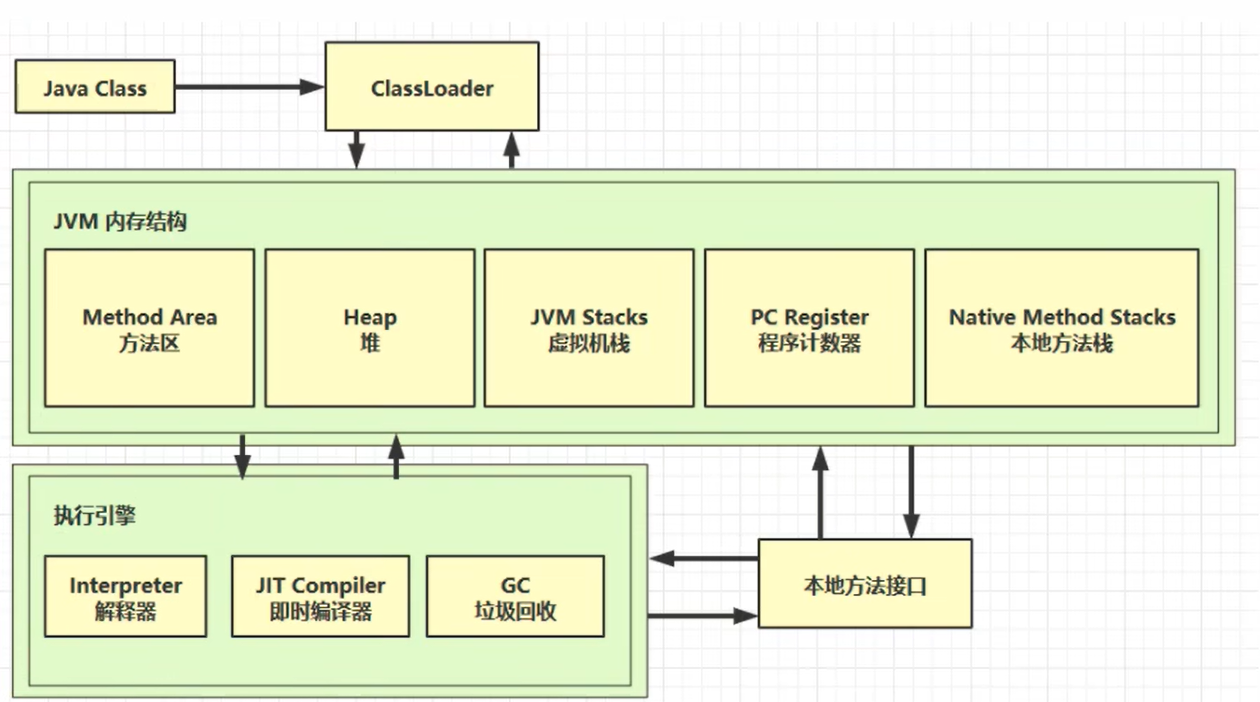 Java Class
ClassLoader
JVM 内存结构
Method Area
方法区
Heap
堆
JVM Stacks
虚拟机栈
PC Register
程序计数器
Native Method Stacks
本地方法栈
执行引擎
Interpreter
解释器
JIT Compiler
即时编译器
GC
垃圾回收
本地方法接口